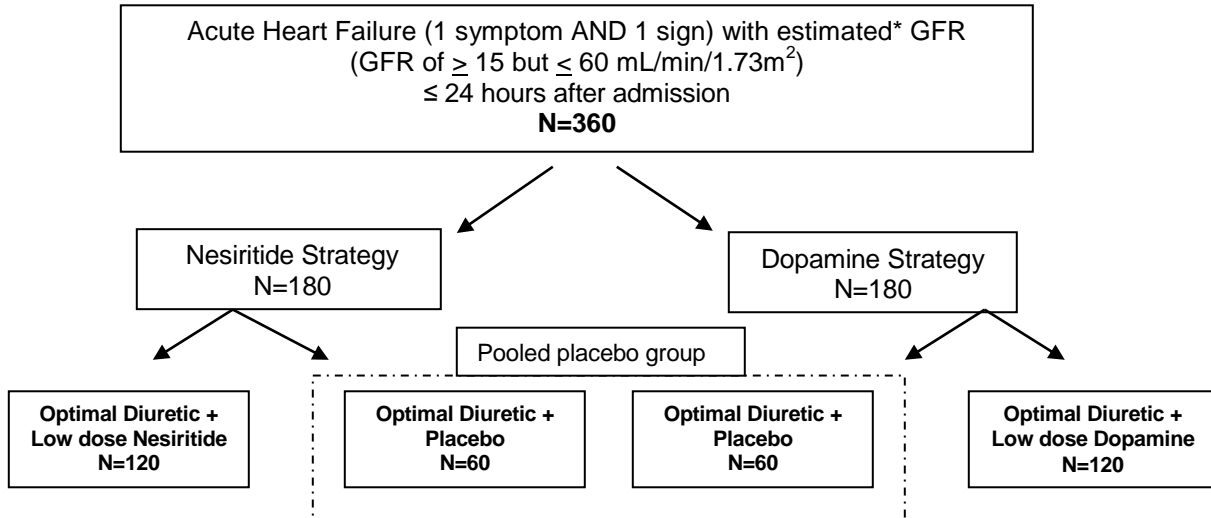 Acute Heart Failure (1 symptom AND 1 sign) with estimated* GFR
(GFR of ≥ 15 but ≤ 60 mL/min/1.73m²)
≤ 24 hours after admission
N=360
Nesiritide Strategy
N=180
Dopamine Strategy
N=180
Pooled placebo group
Optimal Diuretic +
Low dose Nesiritide
N=120
Optimal Diuretic +
Placebo
N=60
Optimal Diuretic +
Placebo
N=60
Optimal Diuretic +
Low dose Dopamine
N=120